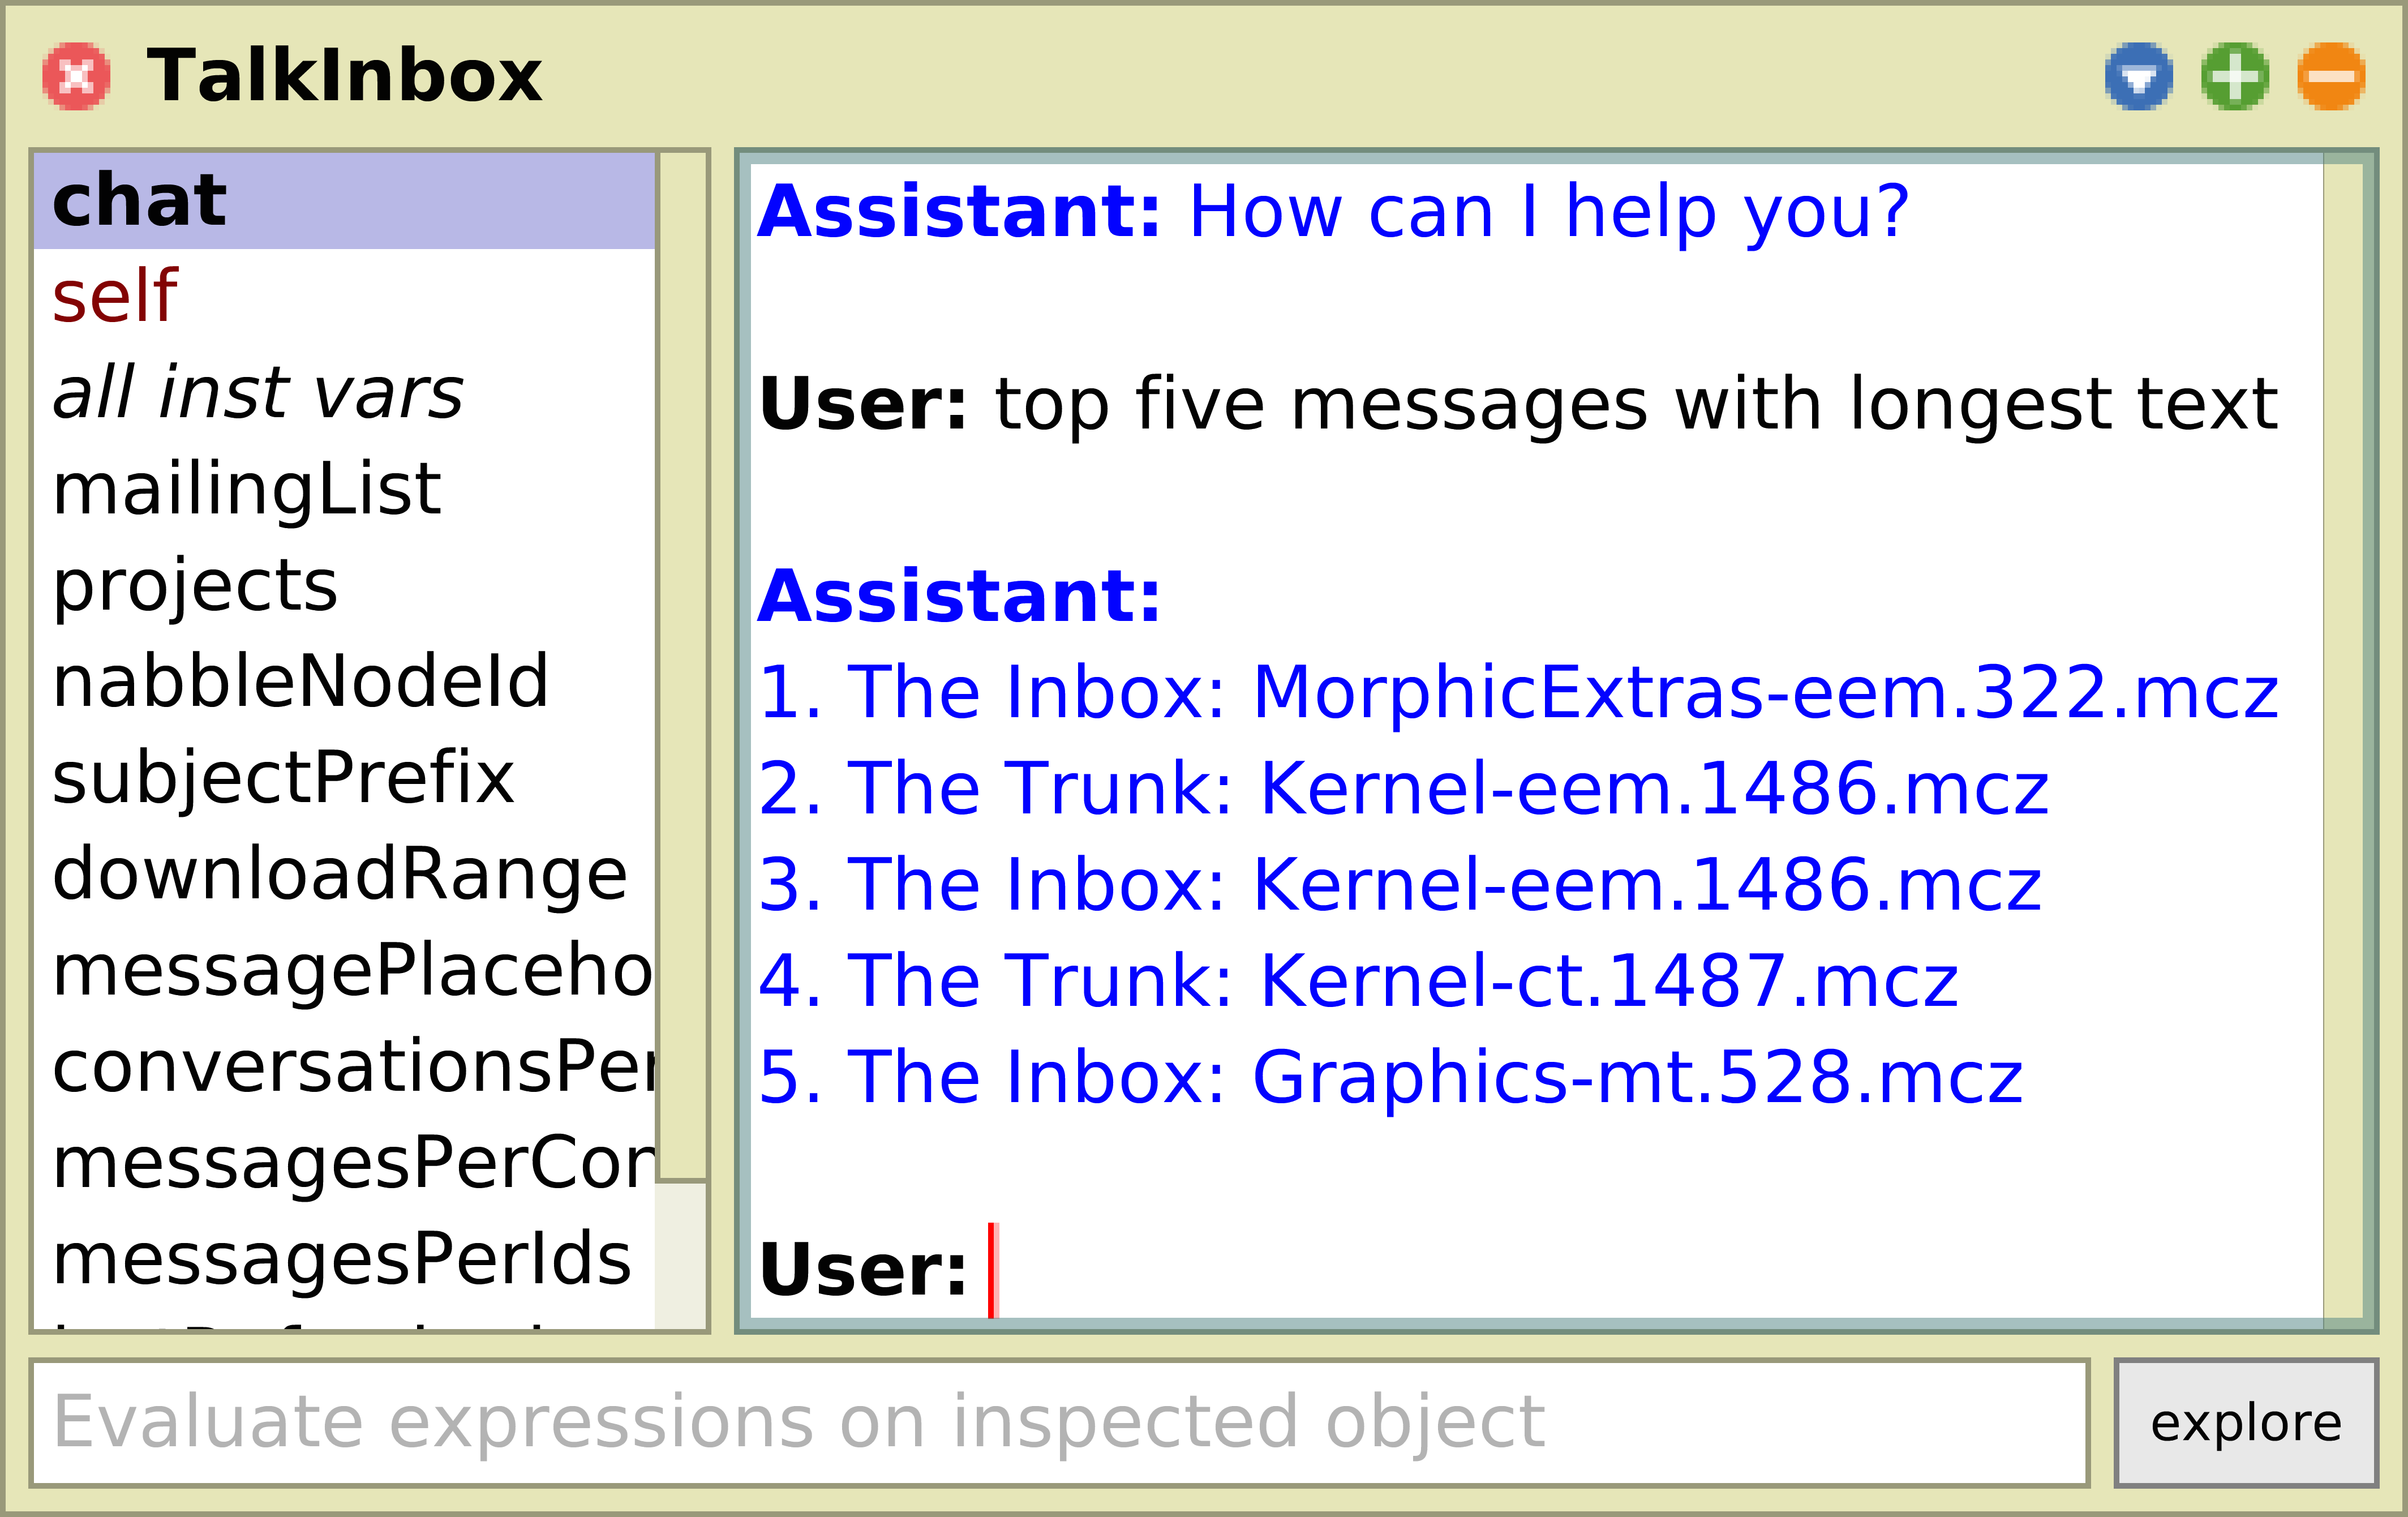 TalkInbox
chat
self
all inst vars
mailingList
projects
nabbleNodeId
subjectPrefix
downloadRange
messagePlaceho
conversationsPer
messagesPerCon
messagesPerIds
Assistant: How can I help you?
User: top five messages with longest text
Assistant:
1. The Inbox: MorphicExtras-eem.322.mcz
2. The Trunk: Kernel-eem.1486.mcz
3. The Inbox: Kernel-eem.1486.mcz
4. The Trunk: Kernel-ct.1487.mcz
5. The Inbox: Graphics-mt.528.mcz
User:
Evaluate expressions on inspected object
explore